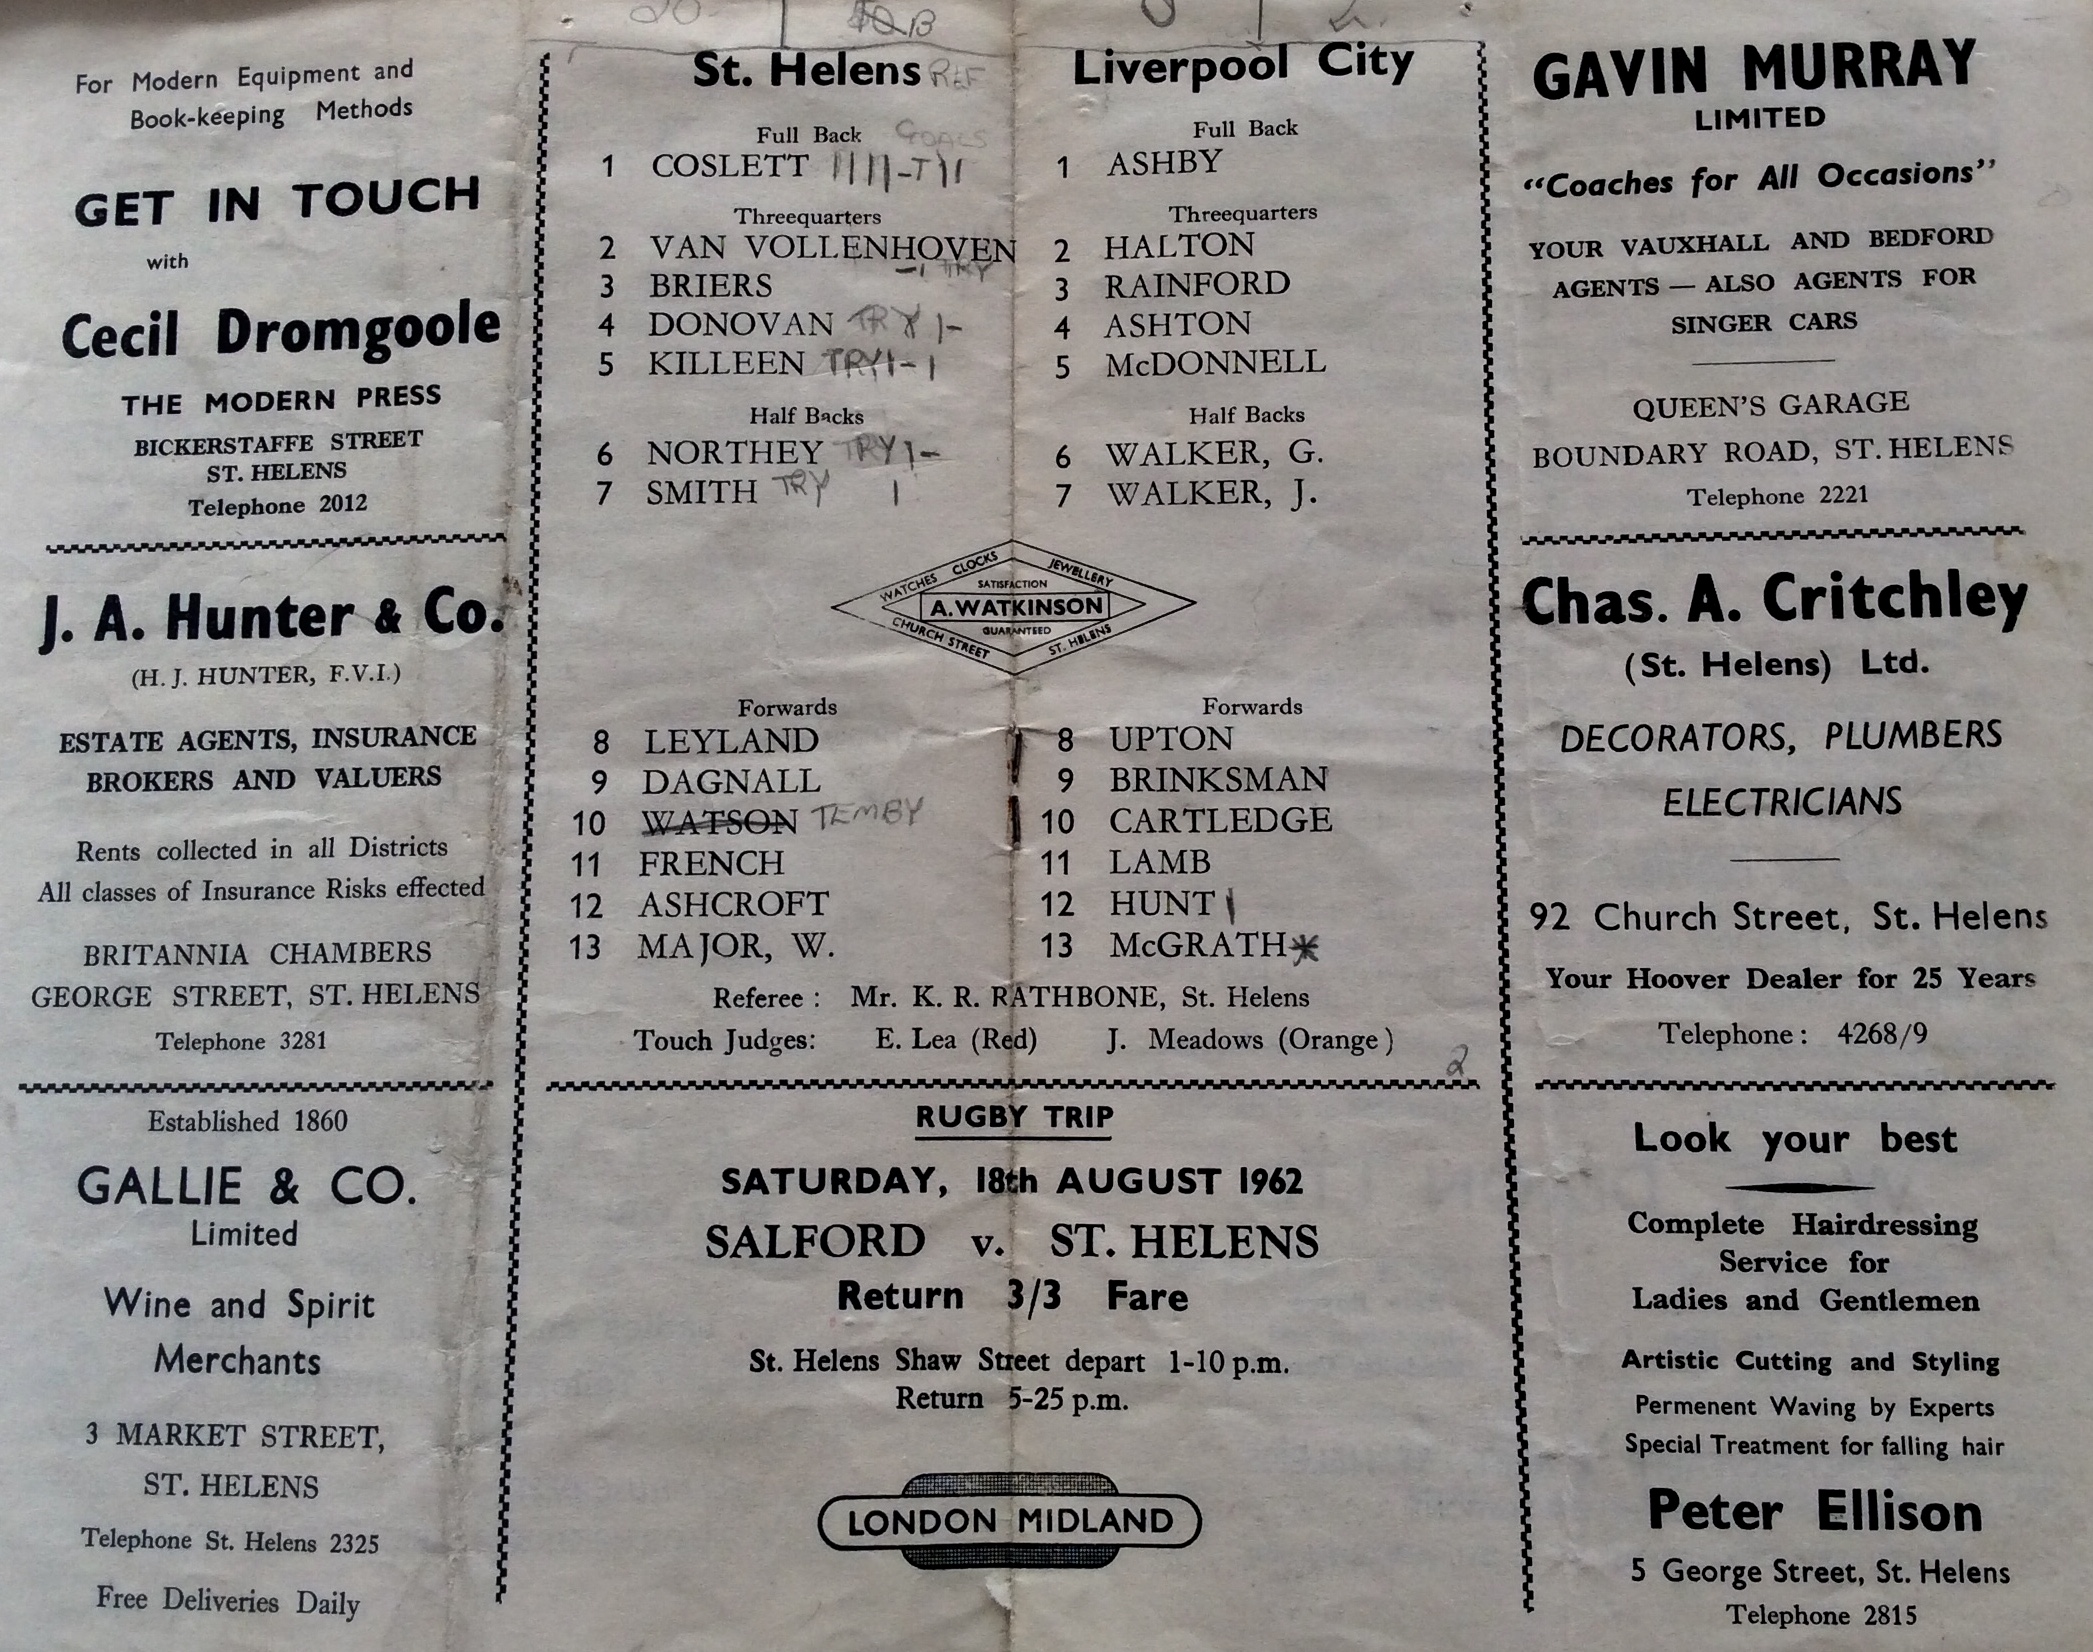 For Modern Equipment and
Book-keeping Methods
GET IN TOUCH
with
Cecil Dromgoole
THE MODERN PRESS
BICKERSTAFFE STREET
ST. HELENS
Telephone 2012
J. A. Hunter & Co.
(H. J. HUNTER, F.V.I.)
ESTATE AGENTS, INSURANCE
BROKERS AND VALUERS
Rents collected in all Districts
All classes of Insurance Risks effected
BRITANNIA CHAMBERS
GEORGE STREET, ST. HELENS
Telephone 3281
Established 1860
GALLIE & CO.
Limited
Wine and Spirit
Merchants
3 MARKET STREET,
ST. HELENS
Telephone St. Helens 2325
Free Deliveries Daily
St. Helens REF
Full Back GOALS
1 COSLETT |||| - T ||
Threequarters
2 VAN VOLLENHOVEN
-1 TRY
3 BRIERS
4 DONOVAN TRY 1-
5 KILLEEN TRY 1-1
Half Backs
6 NORTHEY TRY 1-
7 SMITH TRY 1
Liverpool City
Full Back
1 ASHBY
Threequarters
2 HALTON
3 RAINFORD
4 ASHTON
5 McDONNELL
Half Backs
6 WALKER, G.
7 WALKER, J.
WATCHES CLOCKS JEWELLERY
SATISFACTION
A. WATKINSON
GUARANTEED
CHURCH STREET ST. HELENS
Forwards
8 LEYLAND
9 DAGNALL
10 WATSON TEMBY
11 FRENCH
12 ASHCROFT
13 MAJOR, W.
Forwards
8 UPTON
9 BRINKSMAN
10 CARTLEDGE
11 LAMB
12 HUNT |
13 McGRATH *
Referee : Mr. K. R. RATHBONE, St. Helens
Touch Judges: E. Lea (Red) J. Meadows (Orange)
2
RUGBY TRIP
SATURDAY, 18th AUGUST 1962
SALFORD v. ST. HELENS
Return 3/3 Fare
St. Helens Shaw Street depart 1-10 p.m.
Return 5-25 p.m.
LONDON MIDLAND
GAVIN MURRAY
LIMITED
"Coaches for All Occasions"
YOUR VAUXHALL AND BEDFORD
AGENTS — ALSO AGENTS FOR
SINGER CARS
QUEEN'S GARAGE
BOUNDARY ROAD, ST. HELENS
Telephone 2221
Chas. A. Critchley
(St. Helens) Ltd.
DECORATORS, PLUMBERS
ELECTRICIANS
92 Church Street, St. Helens
Your Hoover Dealer for 25 Years
Telephone : 4268/9
Look your best
Complete Hairdressing
Service for
Ladies and Gentlemen
Artistic Cutting and Styling
Permenent Waving by Experts
Special Treatment for falling hair
Peter Ellison
5 George Street, St. Helens
Telephone 2815